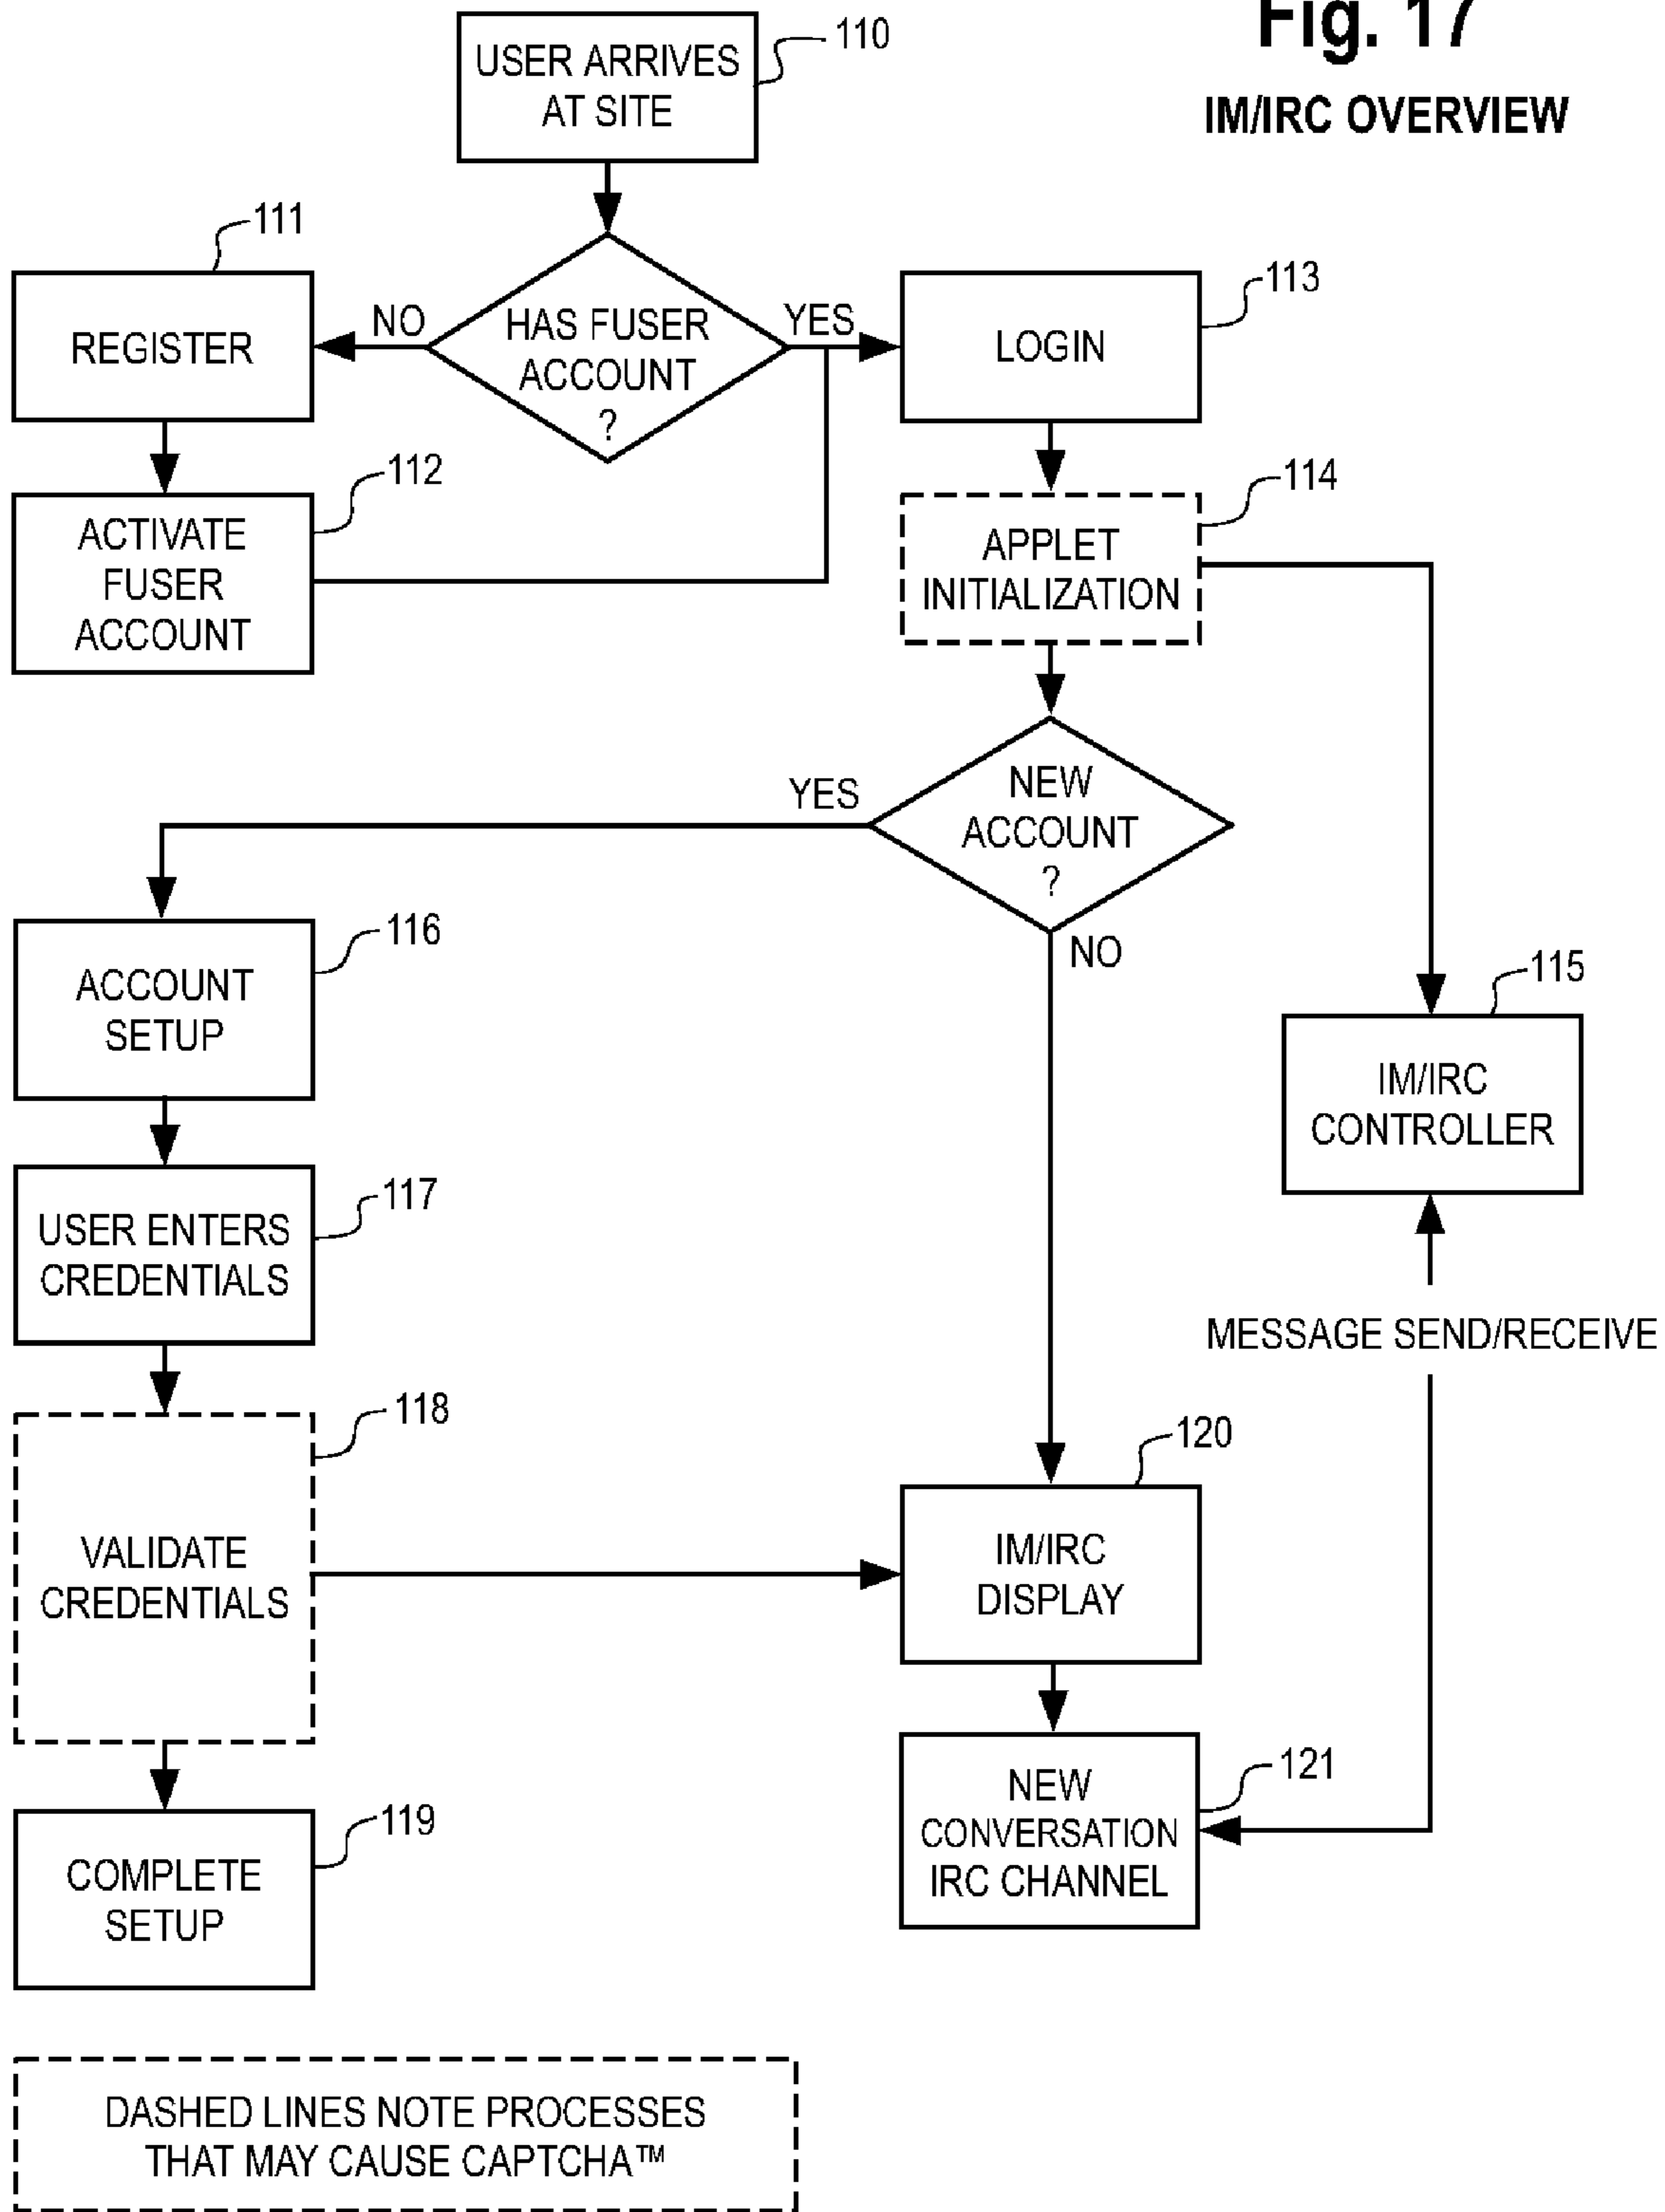 Fig. 17
IM/IRC OVERVIEW
USER ARRIVES
AT SITE
110
111
REGISTER
NO
HAS FUSER
ACCOUNT
?
YES
LOGIN
113
112
ACTIVATE
FUSER
ACCOUNT
APPLET
INITIALIZATION
114
YES
NEW
ACCOUNT
?
NO
116
ACCOUNT
SETUP
115
IM/IRC
CONTROLLER
117
USER ENTERS
CREDENTIALS
MESSAGE SEND/RECEIVE
118
VALIDATE
CREDENTIALS
120
IM/IRC
DISPLAY
121
NEW
CONVERSATION
IRC CHANNEL
119
COMPLETE
SETUP
DASHED LINES NOTE PROCESSES
THAT MAY CAUSE CAPTCHA™